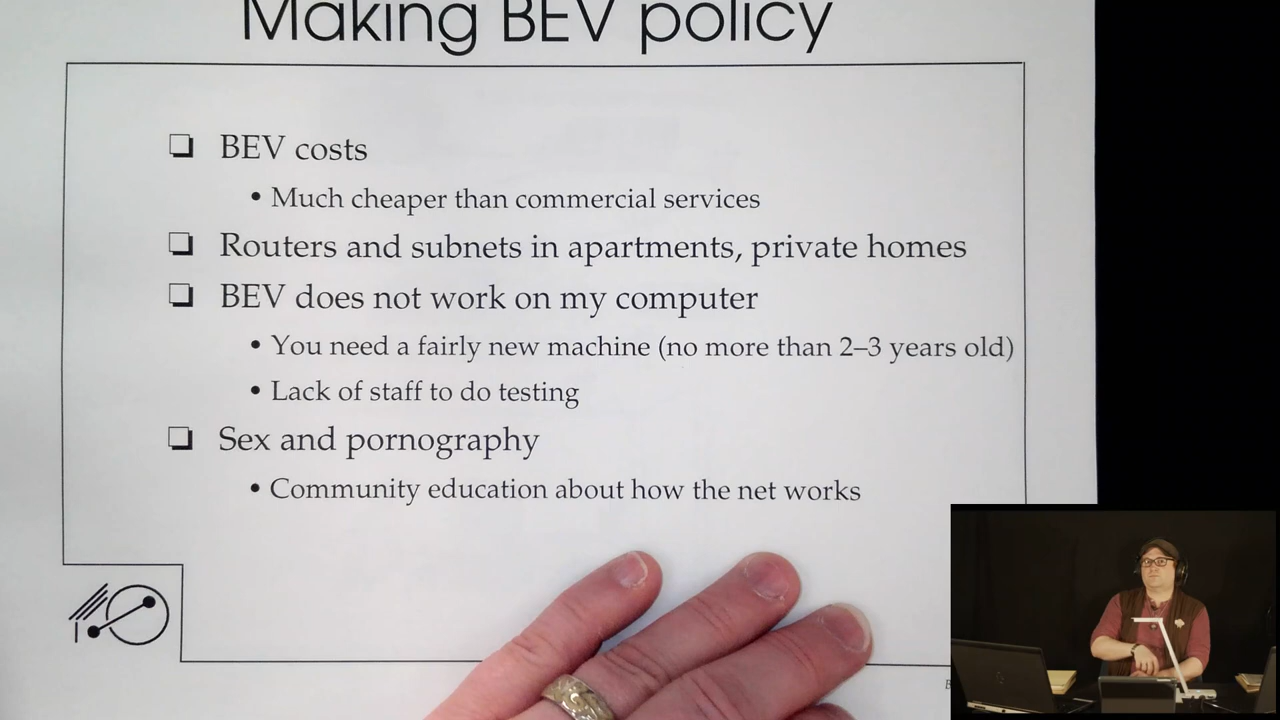 Making BEV policy
❏ BEV costs
• Much cheaper than commercial services
❏ Routers and subnets in apartments, private homes
❏ BEV does not work on my computer
• You need a fairly new machine (no more than 2–3 years old)
• Lack of staff to do testing
❏ Sex and pornography
• Community education about how the net works